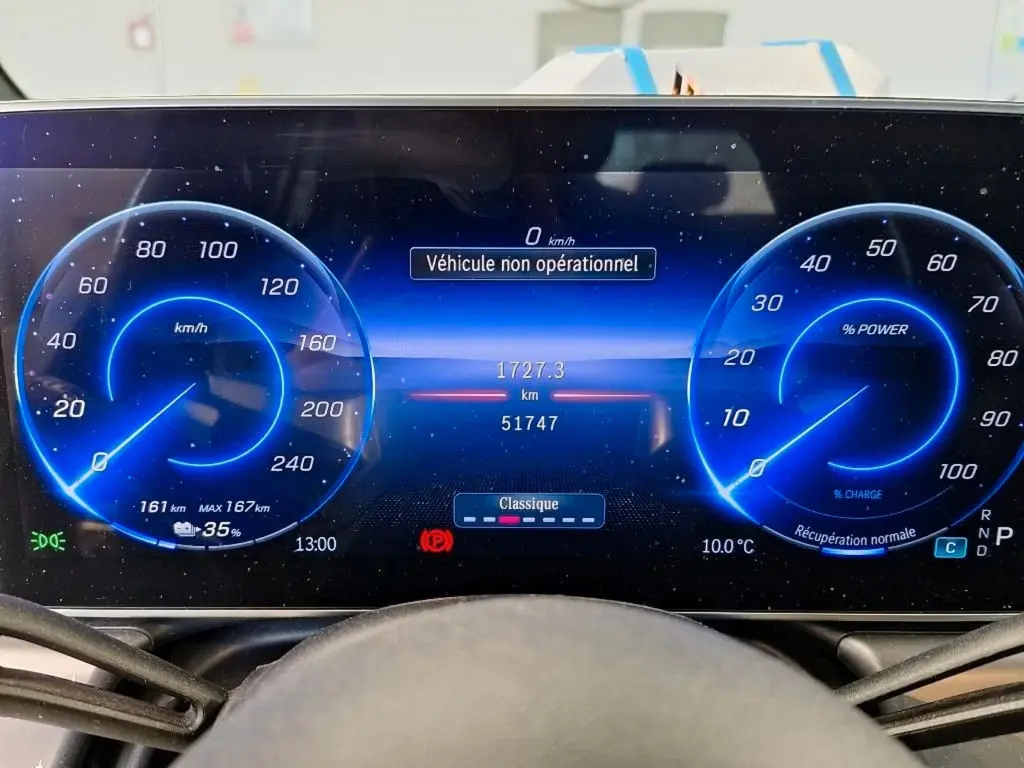 0 km/h
Véhicule non opérationnel
80 100
60 120
40 160
20 200
0 240
km/h
161 km MAX 167 km
35 %
13:00
1727.3
km
51747
Classique
P
50
40 60
30 70
20 80
10 90
0 100
% POWER
% CHARGE
Récupération normale
10.0 °C
C
R
N
D
P